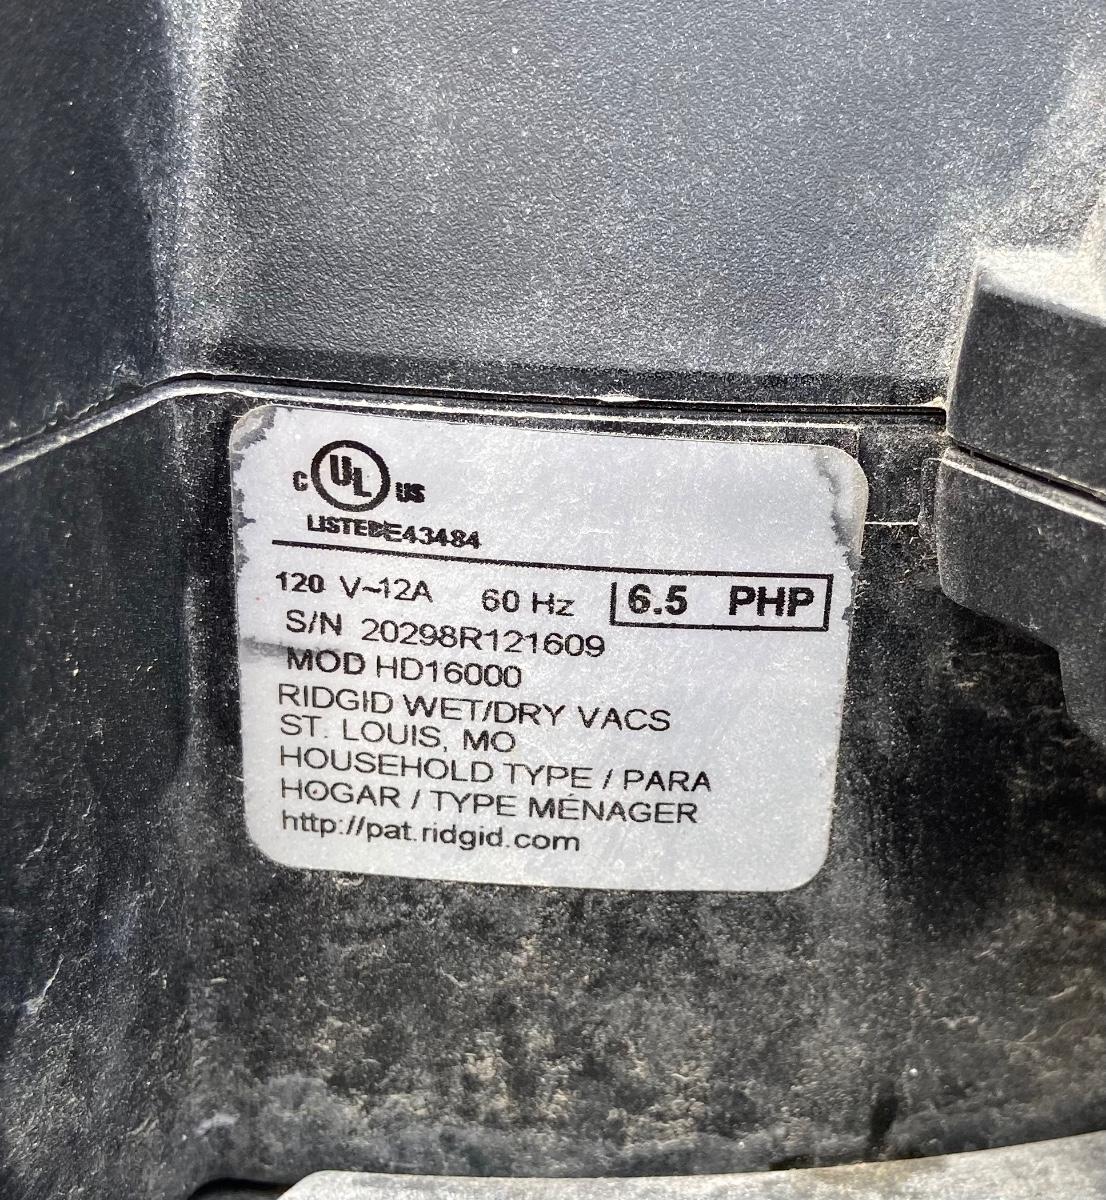 C UL US
LISTED E43484
120 V~12A 60 Hz 6.5 PHP
S/N 20298R121609
MOD HD16000
RIDGID WET/DRY VACS
ST. LOUIS, MO
HOUSEHOLD TYPE / PARA
HOGAR / TYPE MÉNAGER
http://pat.ridgid.com